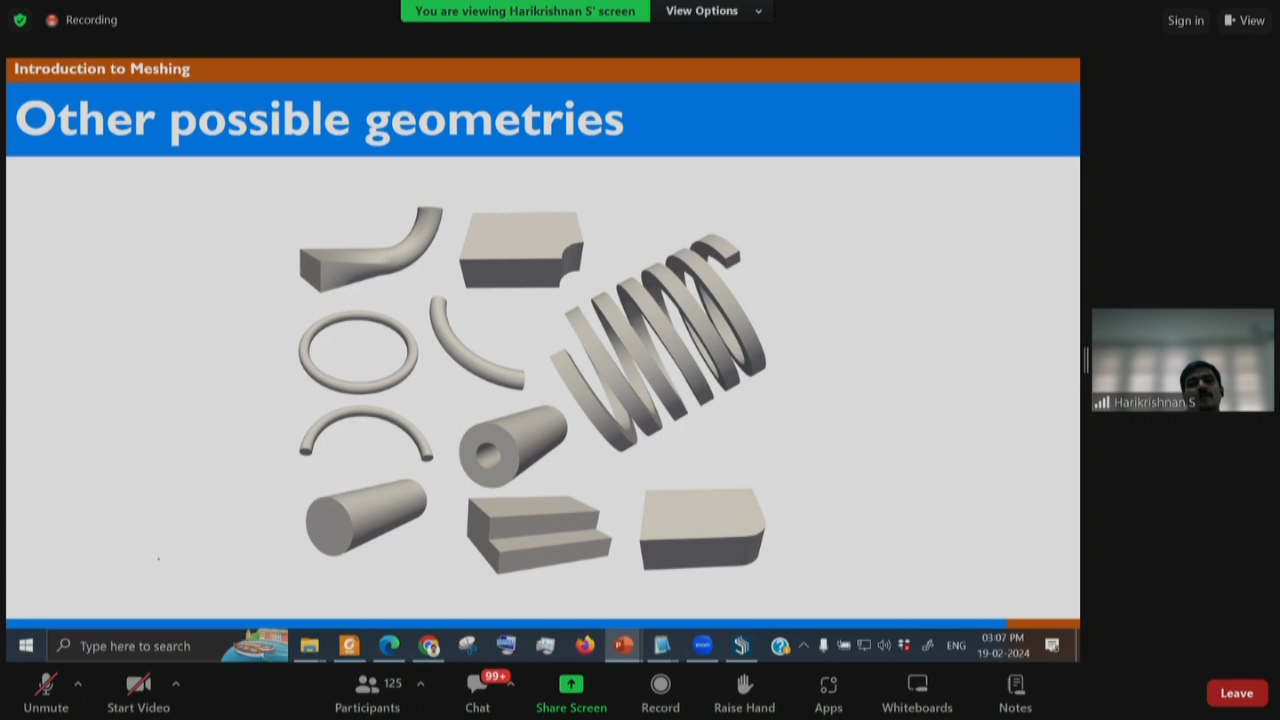 Recording
You are viewing Harikrishnan S' screen
View Options
Sign in
View
Introduction to Meshing
Other possible geometries
Harikrishnan S
Type here to search
zoom
ENG
03:07 PM
19-02-2024
Unmute
Start Video
125
Participants
99+
Chat
Share Screen
Record
Raise Hand
Apps
Whiteboards
Notes
Leave